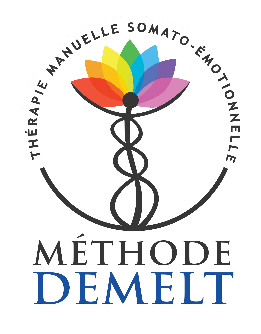 THÉRAPIE MANUELLE SOMATO-ÉMOTIONNELLE
MÉTHODE
DEMELT